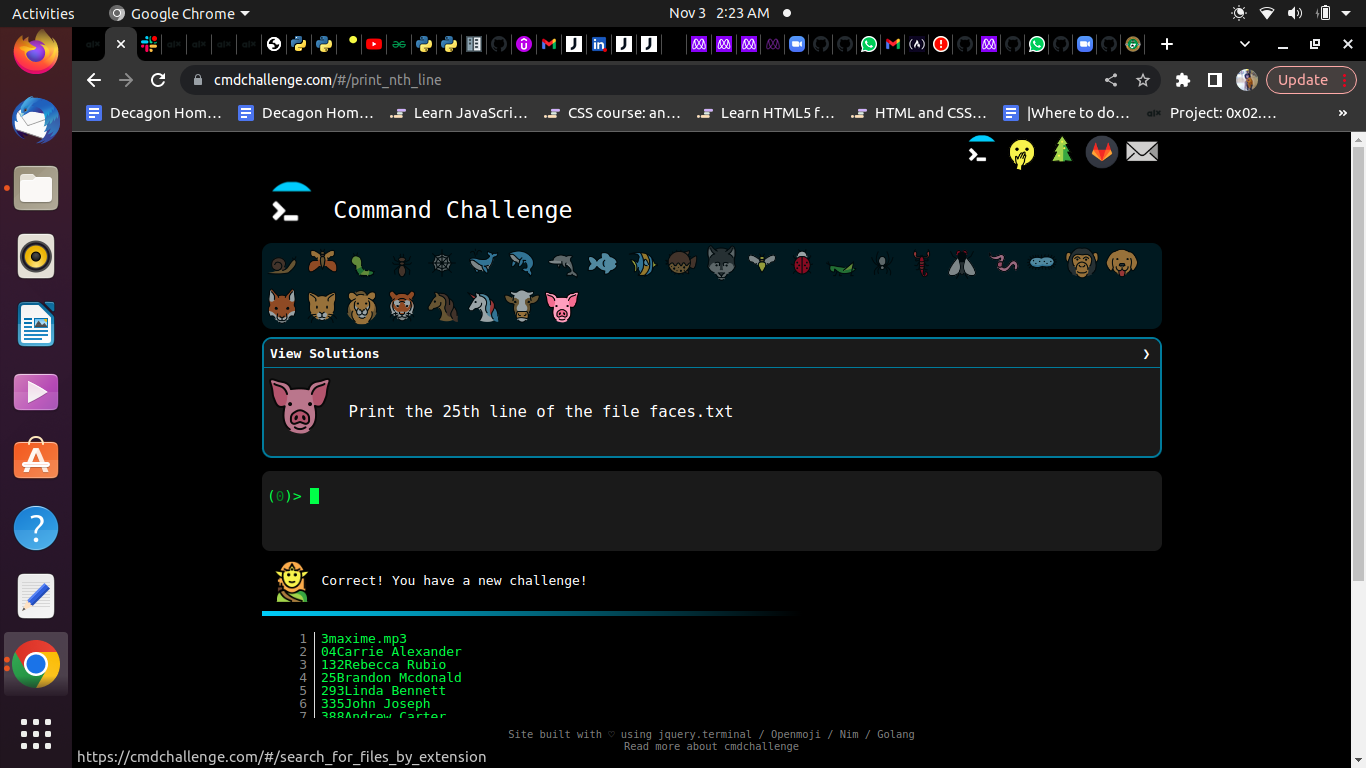 Activities
Google Chrome
Nov 3 2:23 AM
cmdchallenge.com/#/print_nth_line
Update
Decagon Hom…
Decagon Hom…
Learn JavaScri…
CSS course: an…
Learn HTML5 f…
HTML and CSS…
|Where to do…
Project: 0x02.…
»
Command Challenge
View Solutions
Print the 25th line of the file faces.txt
(0)>
Correct! You have a new challenge!
1 3maxime.mp3
2 04Carrie Alexander
3 132Rebecca Rubio
4 25Brandon Mcdonald
5 293Linda Bennett
6 335John Joseph
7 388Andrew Carter
Site built with ♡ using jquery.terminal / Openmoji / Nim / Golang
Read more about cmdchallenge
https://cmdchallenge.com/#/search_for_files_by_extension